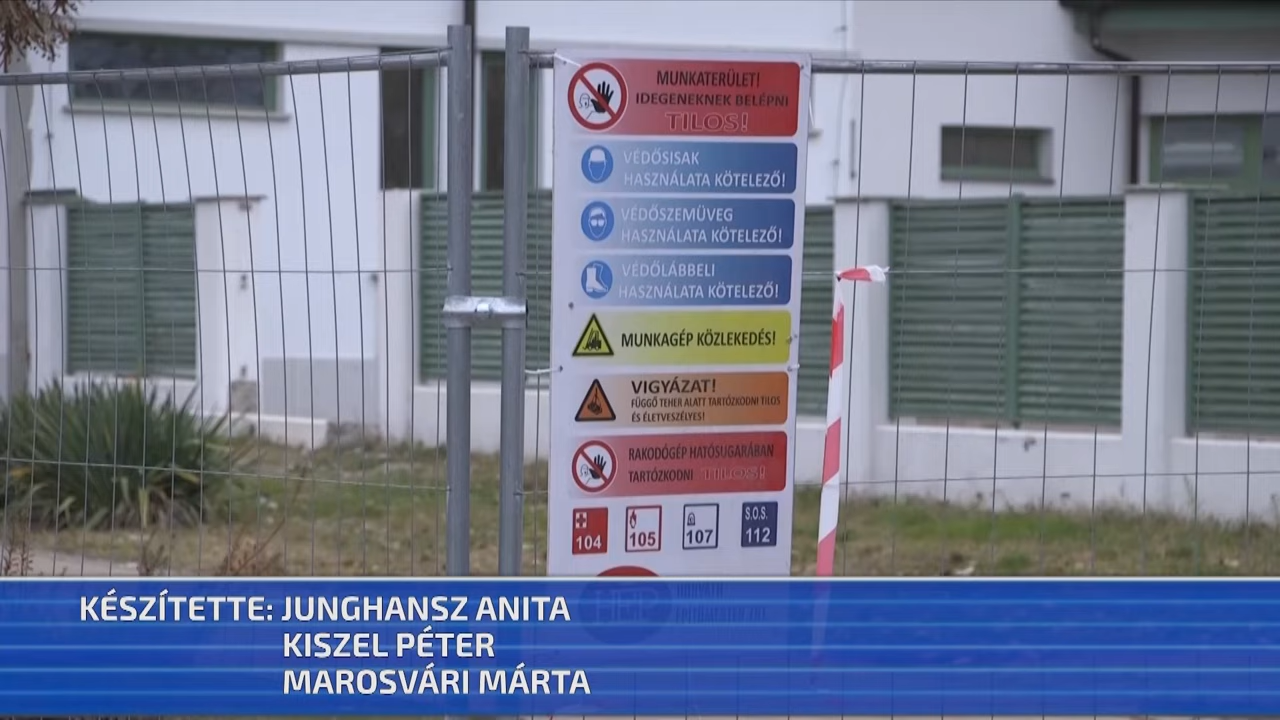 MUNKATERÜLET!
IDEGENEKNEK BELÉPNI
TILOS!
VÉDŐSISAK
HASZNÁLATA KÖTELEZŐ!
VÉDŐSZEMÜVEG
HASZNÁLATA KÖTELEZŐ!
VÉDŐLÁBBELI
HASZNÁLATA KÖTELEZŐ!
MUNKAGÉP KÖZLEKEDÉS!
VIGYÁZAT!
FÜGGŐ TEHER ALATT TARTÓZKODNI TILOS
ÉS ÉLETVESZÉLYES!
RAKODÓGÉP HATÓSUGARÁBAN
TARTÓZKODNI TILOS!
104 105 107 S.O.S. 112
KÉSZÍTETTE: JUNGHANSZ ANITA
KISZEL PÉTER
MAROSVÁRI MÁRTA